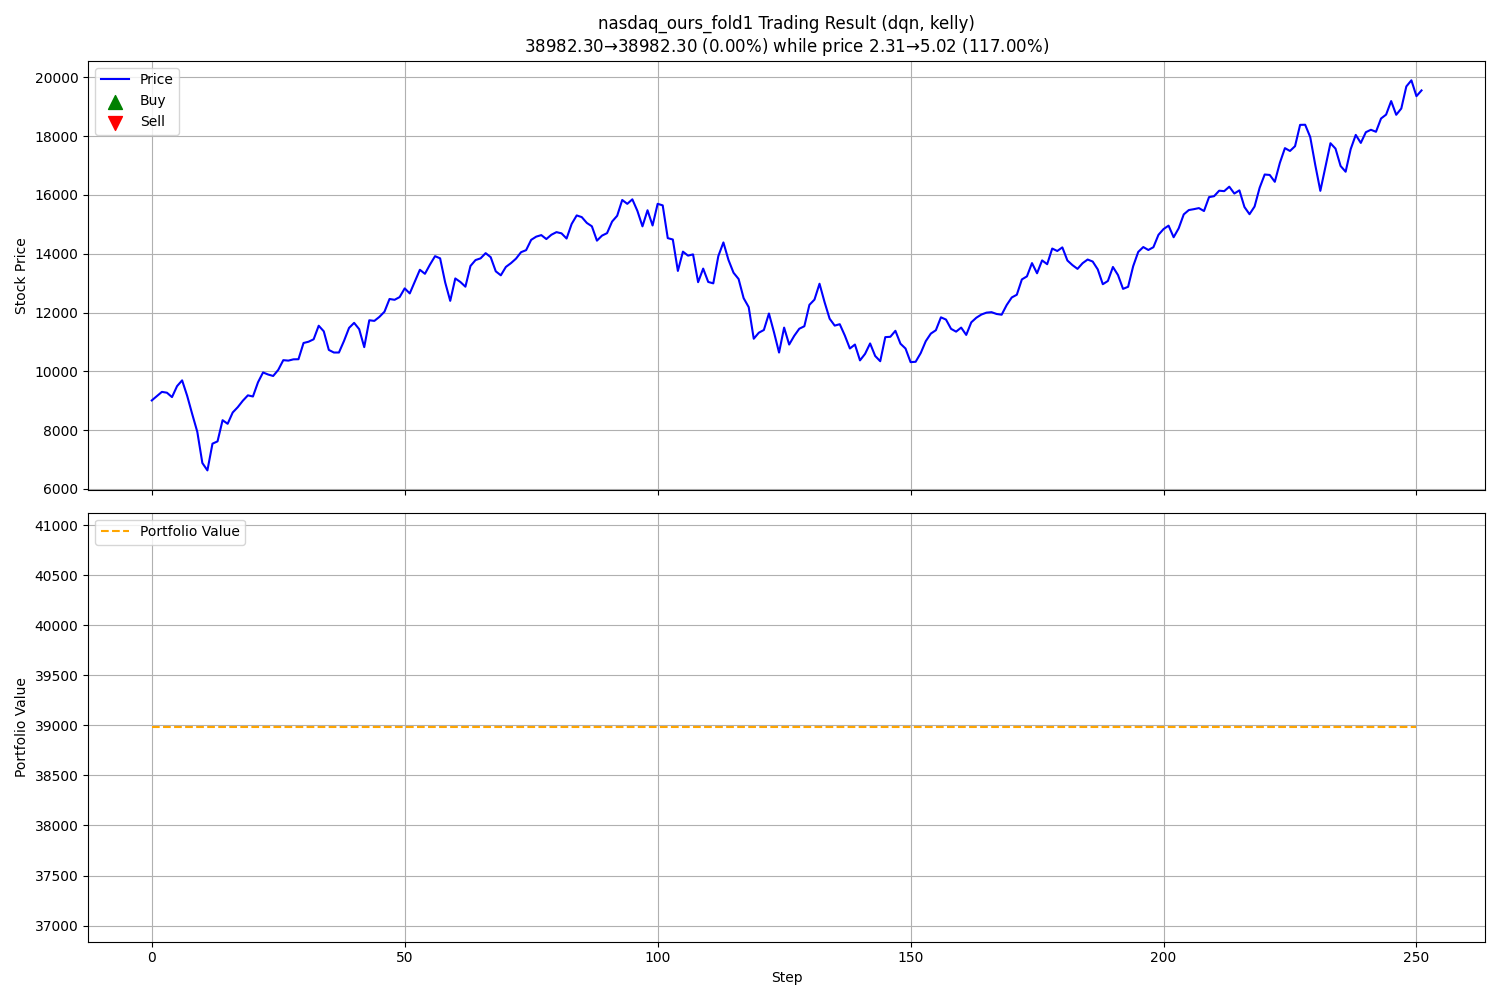 nasdaq_ours_fold1 Trading Result (dqn, kelly)
38982.30→38982.30 (0.00%) while price 2.31→5.02 (117.00%)
Price
Buy
Sell
Stock Price
20000
18000
16000
14000
12000
10000
8000
6000
Portfolio Value
Portfolio Value
41000
40500
40000
39500
39000
38500
38000
37500
37000
0 50 100 150 200 250
Step